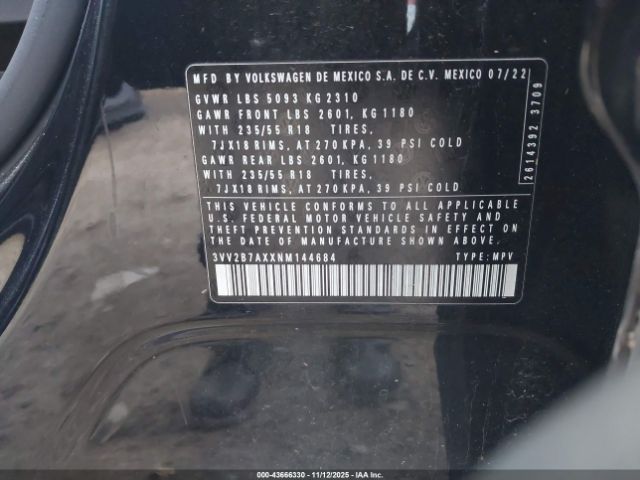 MFD BY VOLKSWAGEN DE MEXICO S.A. DE C.V. MEXICO 07/22
GVWR LBS 5093 KG 2310
GAWR FRONT LBS 2601, KG 1180
WITH 235/55 R18 TIRES,
7JX18 RIMS, AT 270 KPA, 39 PSI COLD
GAWR REAR LBS 2601, KG 1180
WITH 235/55 R18 TIRES,
7JX18 RIMS, AT 270 KPA, 39 PSI COLD
THIS VEHICLE CONFORMS TO ALL APPLICABLE
U.S. FEDERAL MOTOR VEHICLE SAFETY AND
THEFT PREVENTION STANDARDS IN EFFECT ON
THE DATE OF MANUFACTURE SHOWN ABOVE.
3VV2B7AXXNM144684 TYPE: MPV
2614392 3709
000-43666330 - 11/12/2025 - IAAI.COM